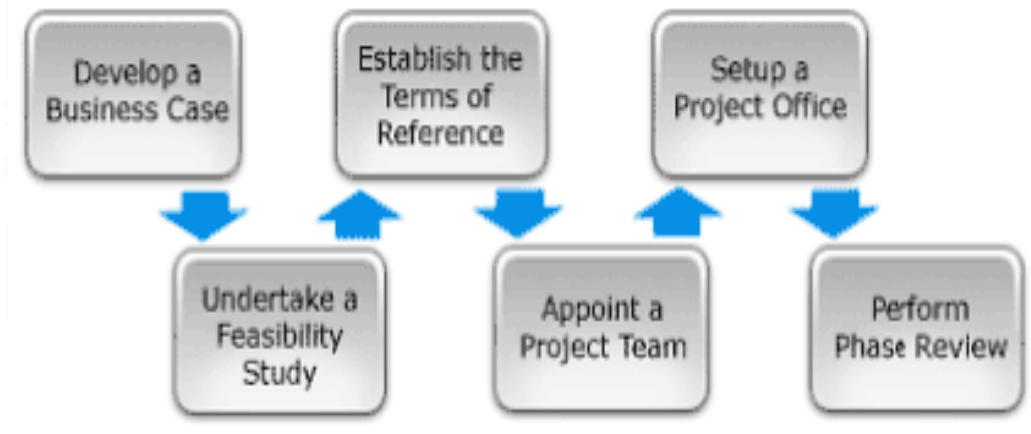 Develop a
Business Case
Undertake a
Feasibility
Study
Establish the
Terms of
Reference
Appoint a
Project Team
Setup a
Project Office
Perform
Phase Review